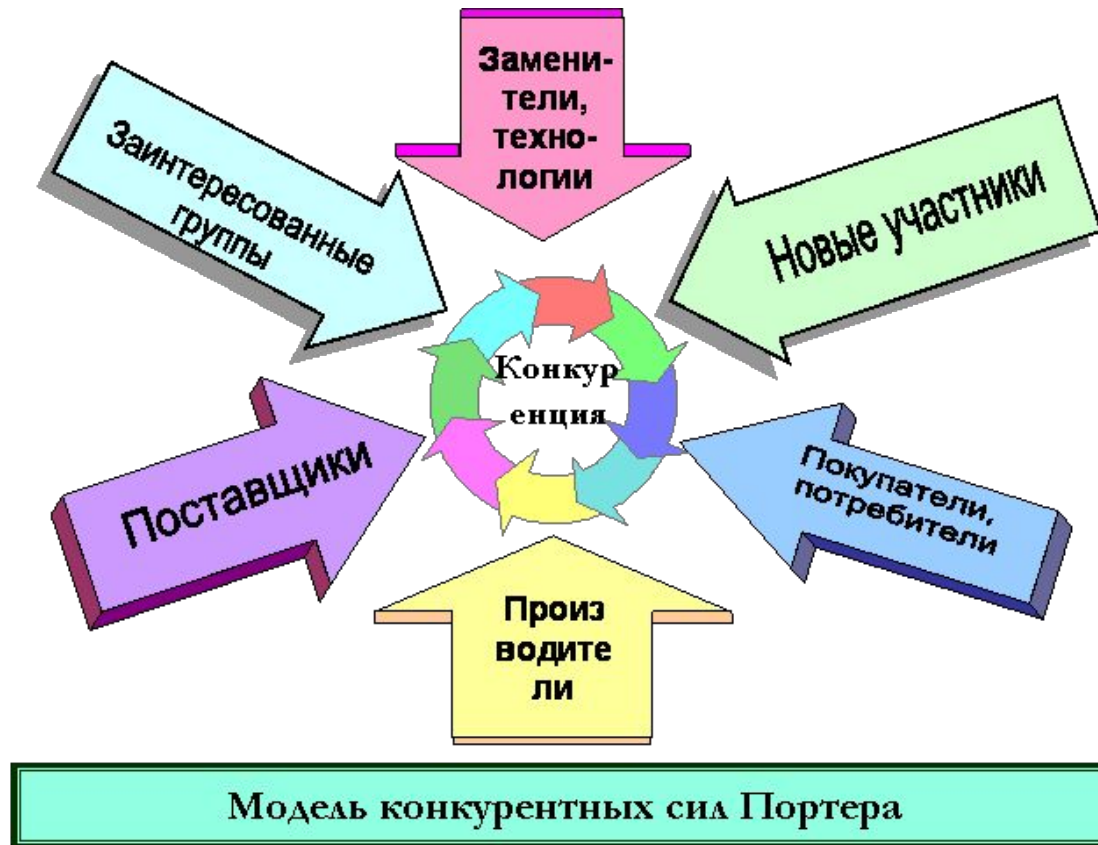 Замени-
тели,
техно-
логии
Заинтересованные
группы
Новые участники
Конкур
енция
Поставщики
Покупатели,
потребители
Произ
водите
ли
Модель конкурентных сил Портера